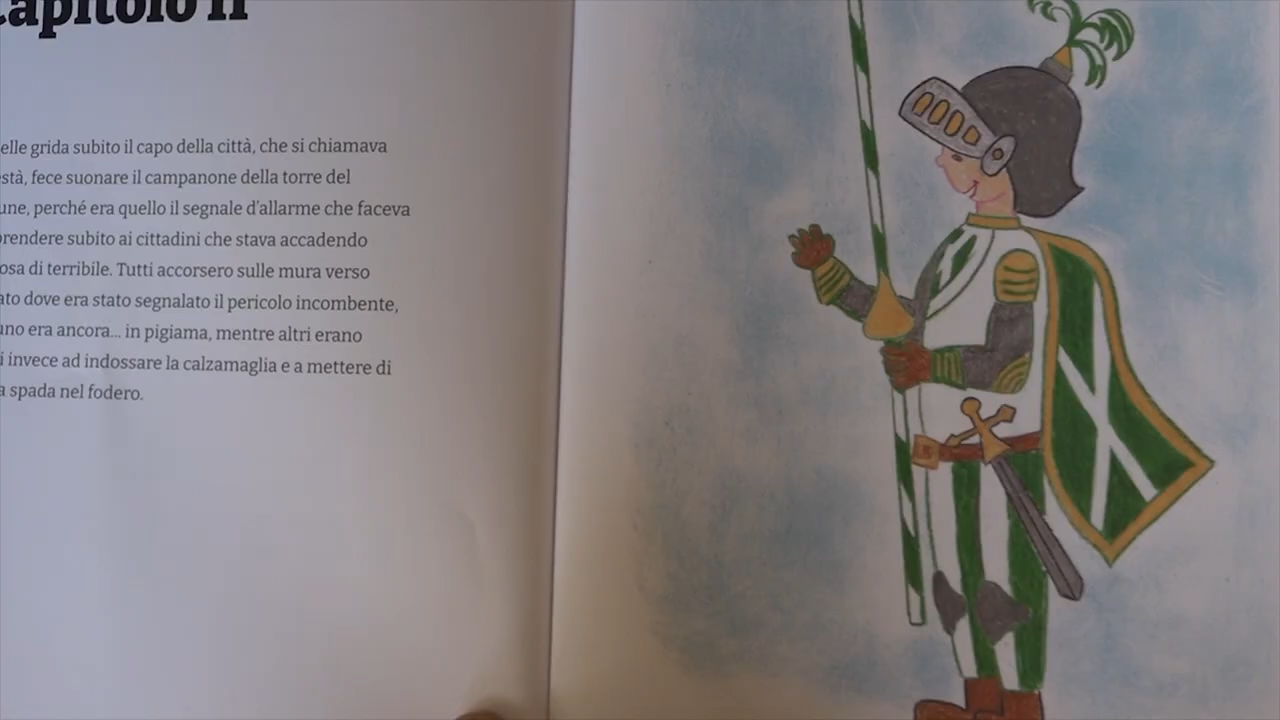 Capitolo II
elle grida subito il capo della città, che si chiamava
stà, fece suonare il campanone della torre del
une, perché era quello il segnale d'allarme che faceva
prendere subito ai cittadini che stava accadendo
osa di terribile. Tutti accorsero sulle mura verso
ato dove era stato segnalato il pericolo incombente,
no era ancora... in pigiama, mentre altri erano
i invece ad indossare la calzamaglia e a mettere di
a spada nel fodero.